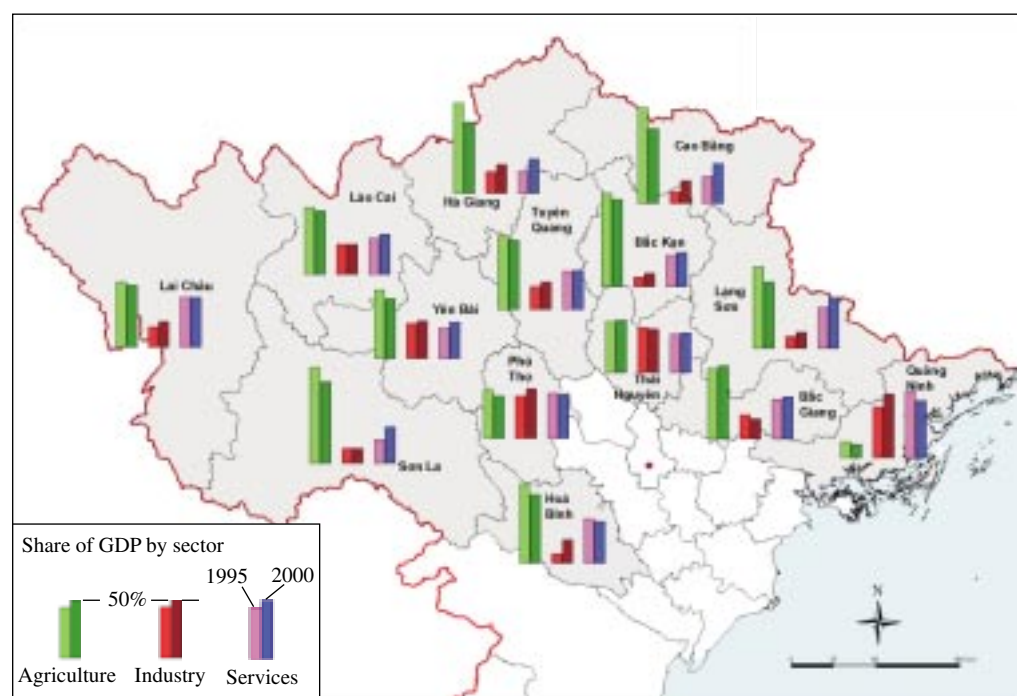 Cao Bằng
Hà Giang
Lào Cai
Tuyên
Quang
Bắc Kạn
Lai Châu
Lạng
Sơn
Yên Bái
Phú
Thọ
Thái
Nguyên
Quảng
Ninh
Bắc
Giang
Sơn La
Hoà
Bình
Share of GDP by sector
1995
2000
50%
Agriculture
Industry
Services
N